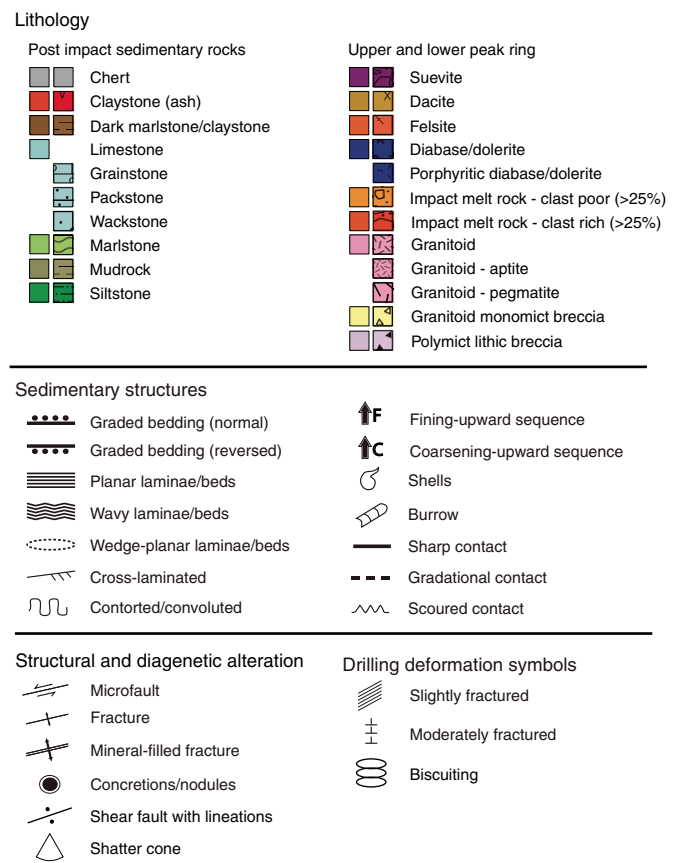 Lithology
Post impact sedimentary rocks
Chert
Claystone (ash)
Dark marlstone/claystone
Limestone
Grainstone
Packstone
Wackstone
Marlstone
Mudrock
Siltstone
Upper and lower peak ring
Suevite
Dacite
Felsite
Diabase/dolerite
Porphyritic diabase/dolerite
Impact melt rock - clast poor (>25%)
Impact melt rock - clast rich (>25%)
Granitoid
Granitoid - aptite
Granitoid - pegmatite
Granitoid monomict breccia
Polymict lithic breccia
Sedimentary structures
Graded bedding (normal)
Graded bedding (reversed)
Planar laminae/beds
Wavy laminae/beds
Wedge-planar laminae/beds
Cross-laminated
Contorted/convoluted
F Fining-upward sequence
C Coarsening-upward sequence
Shells
Burrow
Sharp contact
Gradational contact
Scoured contact
Structural and diagenetic alteration
Microfault
Fracture
Mineral-filled fracture
Concretions/nodules
Shear fault with lineations
Shatter cone
Drilling deformation symbols
Slightly fractured
Moderately fractured
Biscuiting